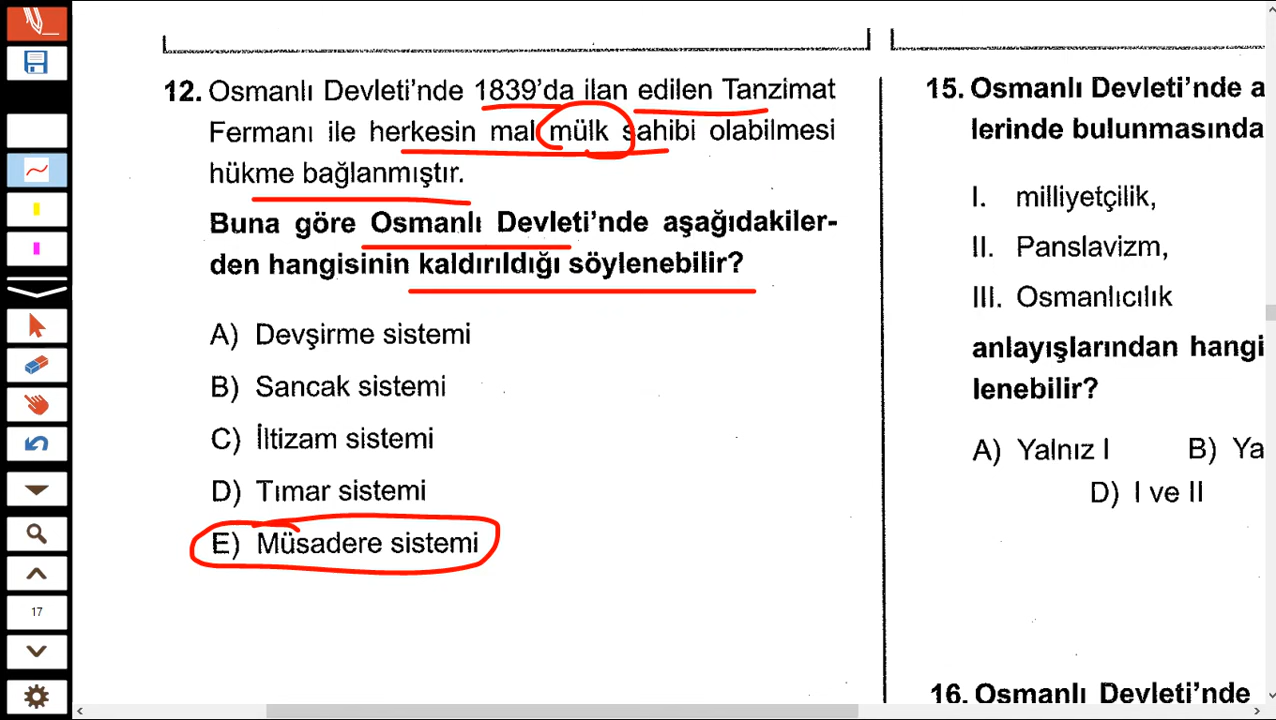 12. Osmanlı Devleti’nde 1839’da ilan edilen Tanzimat
Fermanı ile herkesin mal mülk sahibi olabilmesi
hükme bağlanmıştır.
Buna göre Osmanlı Devleti’nde aşağıdakiler-
den hangisinin kaldırıldığı söylenebilir?
A) Devşirme sistemi
B) Sancak sistemi
C) İltizam sistemi
D) Tımar sistemi
E) Müsadere sistemi
15. Osmanlı Devleti’nde a
lerinde bulunmasında
I. milliyetçilik,
II. Panslavizm,
III. Osmanlıcılık
anlayışlarından hangi
lenebilir?
A) Yalnız I B) Ya
D) I ve II
16. Osmanlı Devleti’nde
17